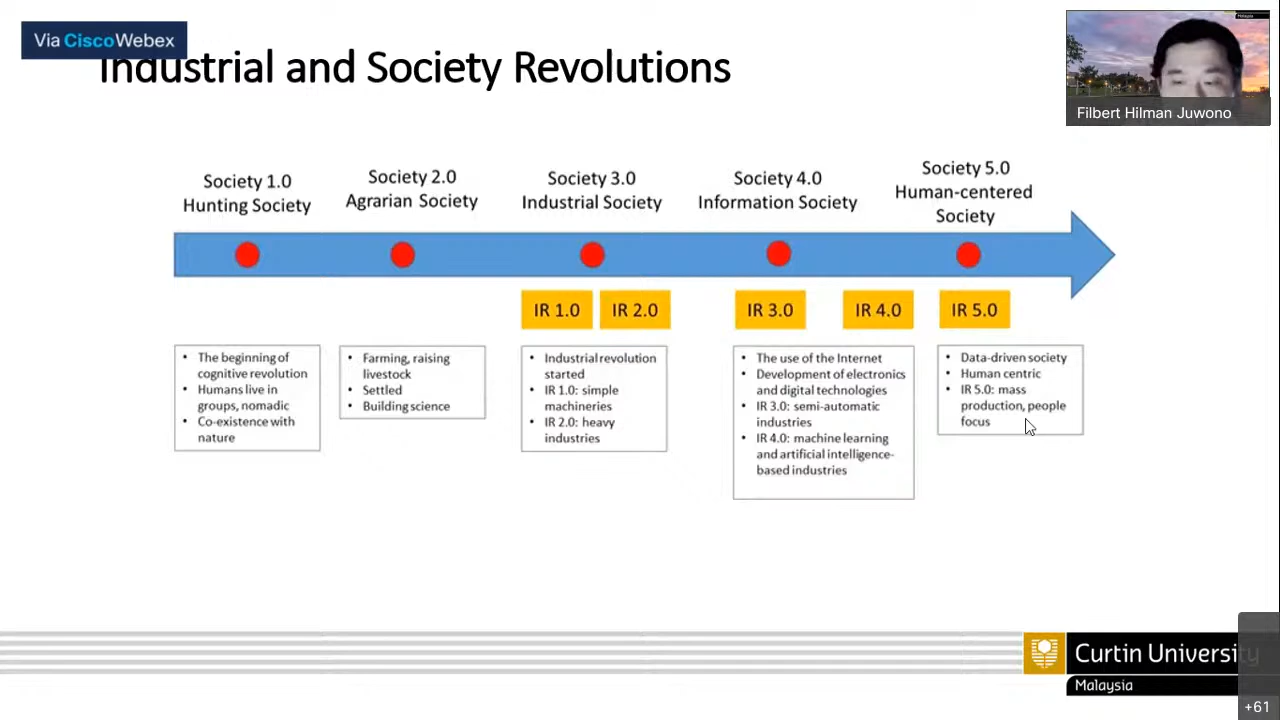 Via CiscoWebex
Industrial and Society Revolutions
Malaysia
Filbert Hilman Juwono
Society 1.0
Hunting Society
Society 2.0
Agrarian Society
Society 3.0
Industrial Society
Society 4.0
Information Society
Society 5.0
Human-centered
Society
IR 1.0
IR 2.0
IR 3.0
IR 4.0
IR 5.0
• The beginning of
cognitive revolution
• Humans live in
groups, nomadic
• Co-existence with
nature
• Farming, raising
livestock
• Settled
• Building science
• Industrial revolution
started
• IR 1.0: simple
machineries
• IR 2.0: heavy
industries
• The use of the Internet
• Development of electronics
and digital technologies
• IR 3.0: semi-automatic
industries
• IR 4.0: machine learning
and artificial intelligence-
based industries
• Data-driven society
• Human centric
• IR 5.0: mass
production, people
focus
Curtin University
Malaysia
+61